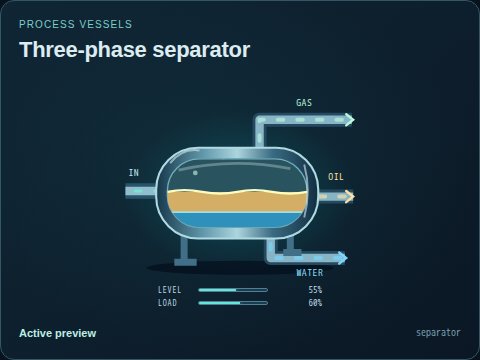 PROCESS VESSELS
Three-phase separator
GAS
IN
OIL
WATER
LEVEL 55%
LOAD 60%
Active preview
separator